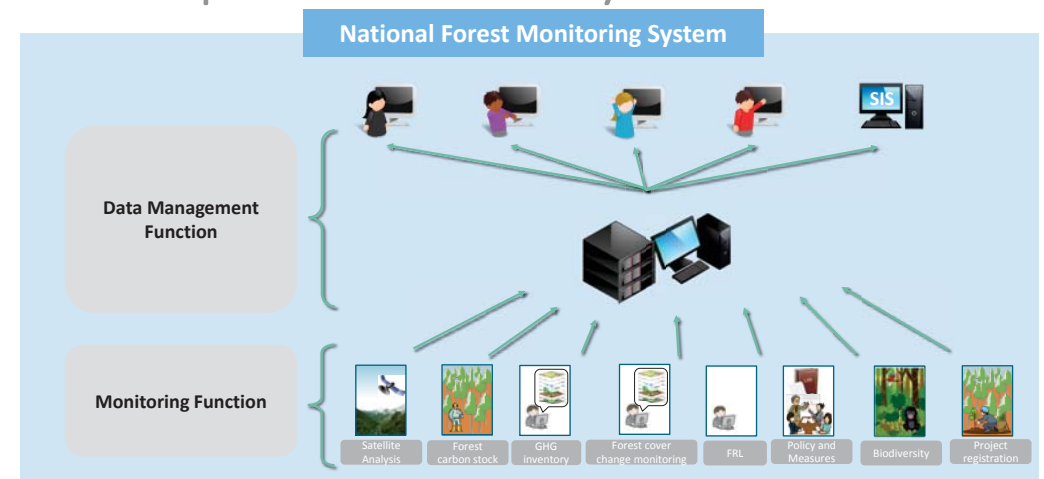 National Forest Monitoring System
SIS
Data Management
Function
Monitoring Function
Satellite
Analysis
Forest
carbon stock
GHG
inventory
Forest cover
change monitoring
FRL
Policy and
Measures
Biodiversity
Project
registration